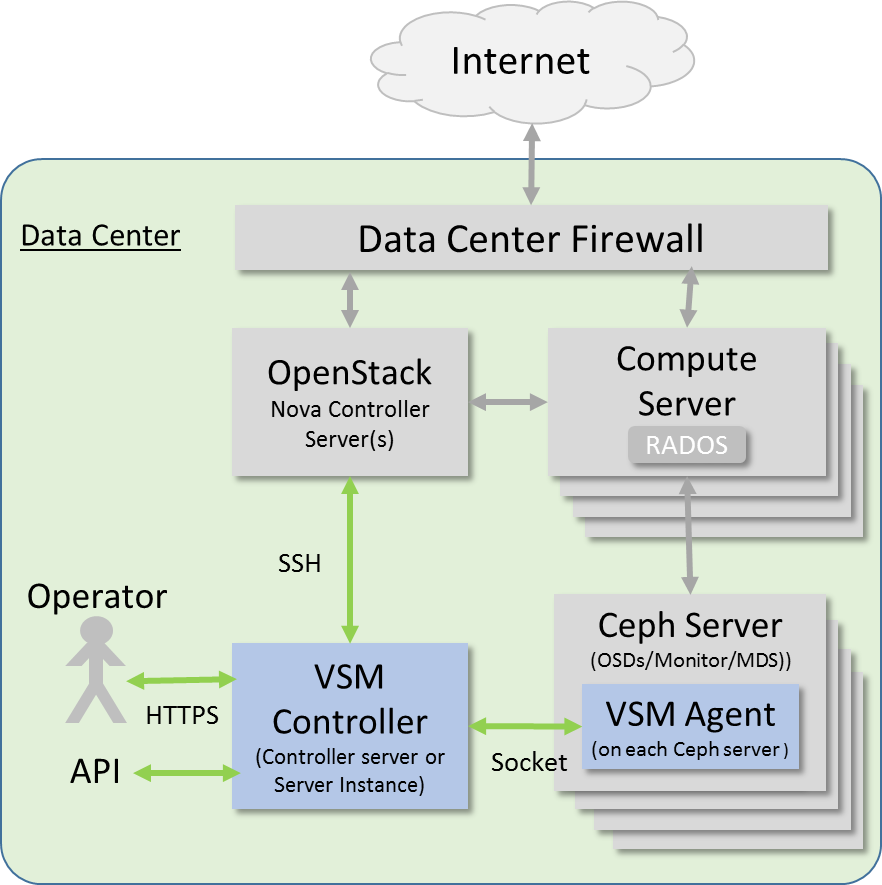 Internet
Data Center
Data Center Firewall
OpenStack
Nova Controller
Server(s)
Compute
Server
RADOS
SSH
Operator
HTTPS
API
VSM
Controller
(Controller server or
Server Instance)
Socket
Ceph Server
(OSDs/Monitor/MDS))
VSM Agent
(on each Ceph server )